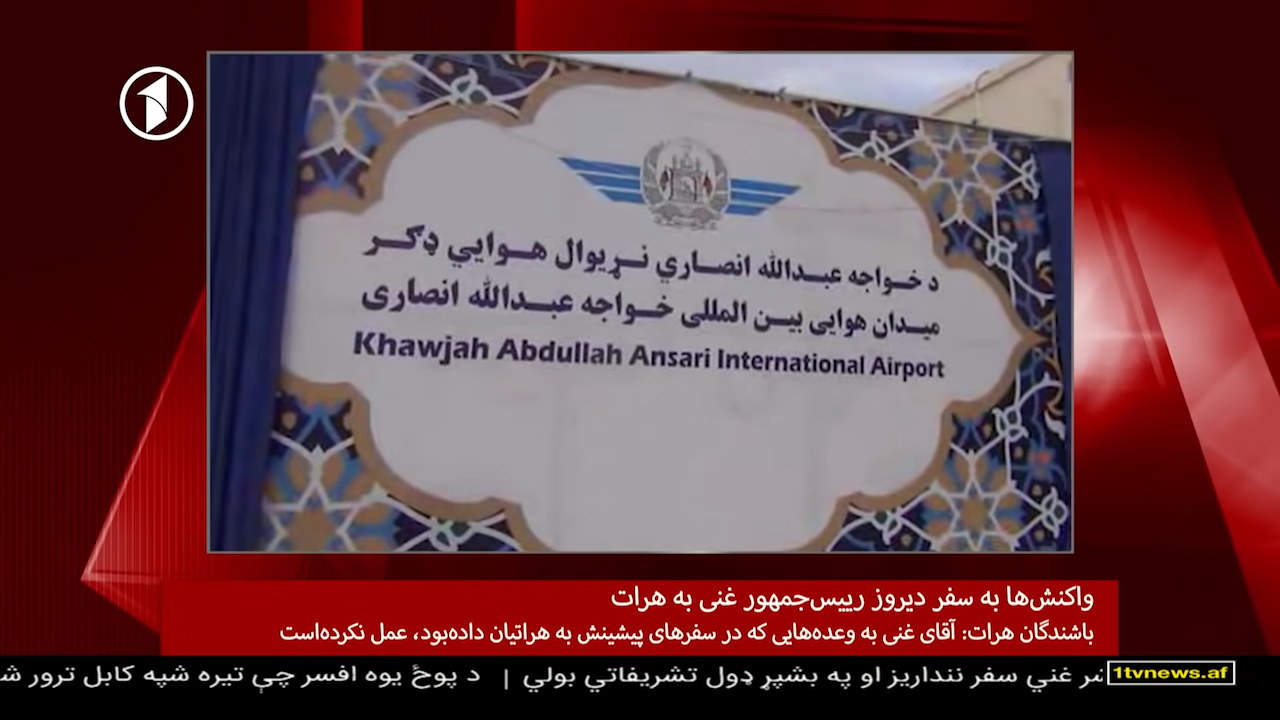 د خواجه عبدالله انصاري نړیوال هوايي ډګر
میدان هوایی بین المللی خواجه عبدالله انصاری
Khawjah Abdullah Ansari International Airport
واکنش‌ها به سفر دیروز رییس‌جمهور غنی به هرات
باشندگان هرات: آقای غنی به وعده‌هایی که در سفرهای پیشینش به هراتیان داده‌بود، عمل نکرده‌است
غني سفر ننداریز او په بشپړ ډول تشریفاتي بولي | د پوځ یوه افسر چې تیره شپه کابل ترور
1tvnews.af